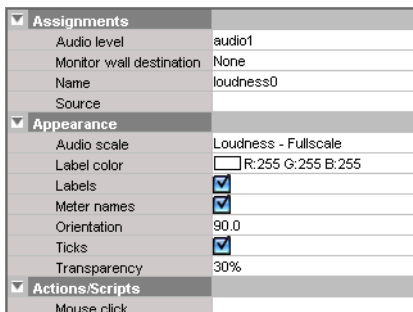 Assignments
Audio level audio1
Monitor wall destination None
Name loudness0
Source
Appearance
Audio scale Loudness - Fullscale
Label color R:255 G:255 B:255
Labels
Meter names
Orientation 90.0
Ticks
Transparency 30%
Actions/Scripts
Mouse click